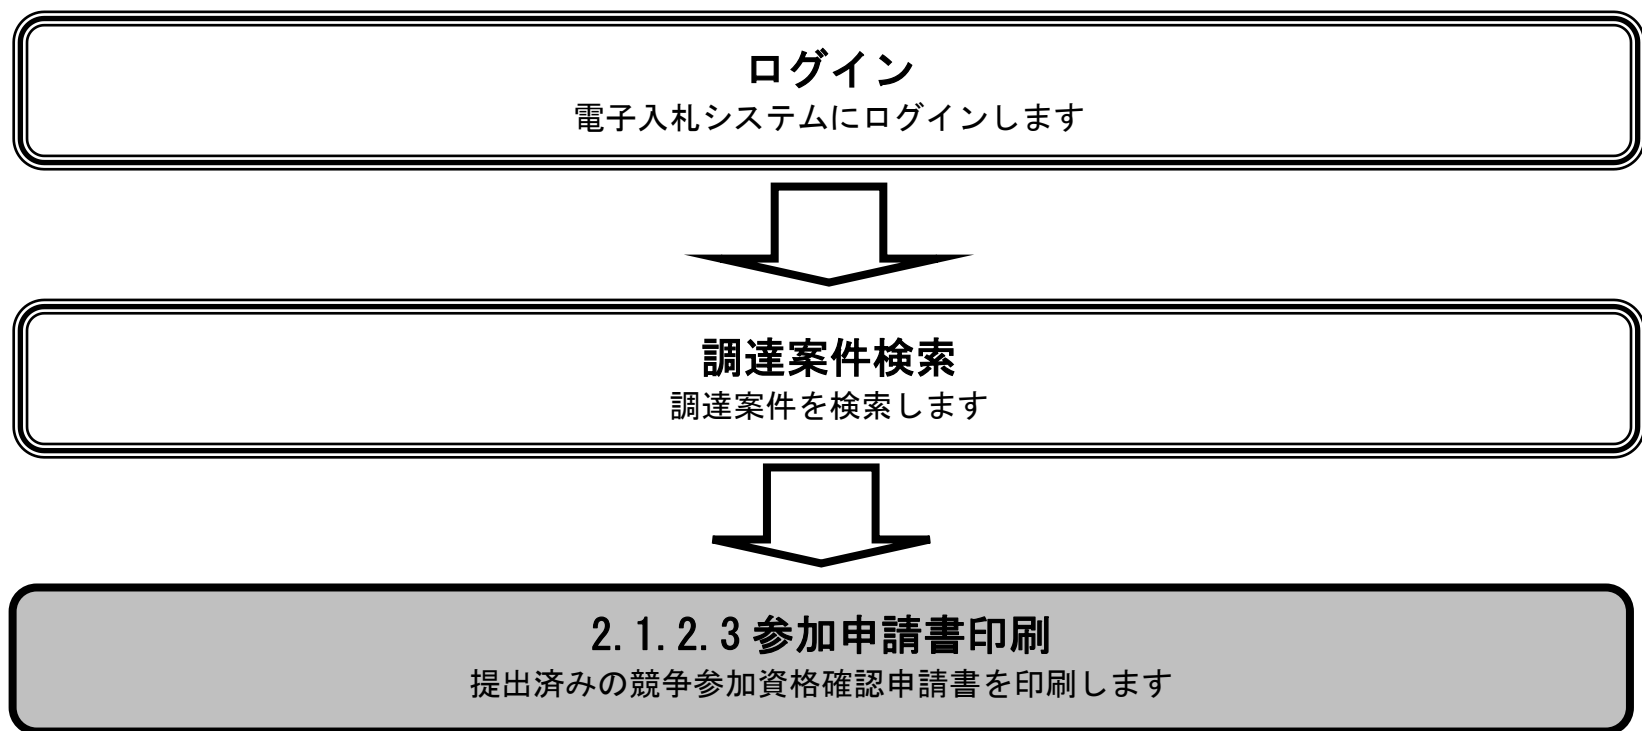 ログイン
電子入札システムにログインします
調達案件検索
調達案件を検索します
2.1.2.3 参加申請書印刷
提出済みの競争参加資格確認申請書を印刷します